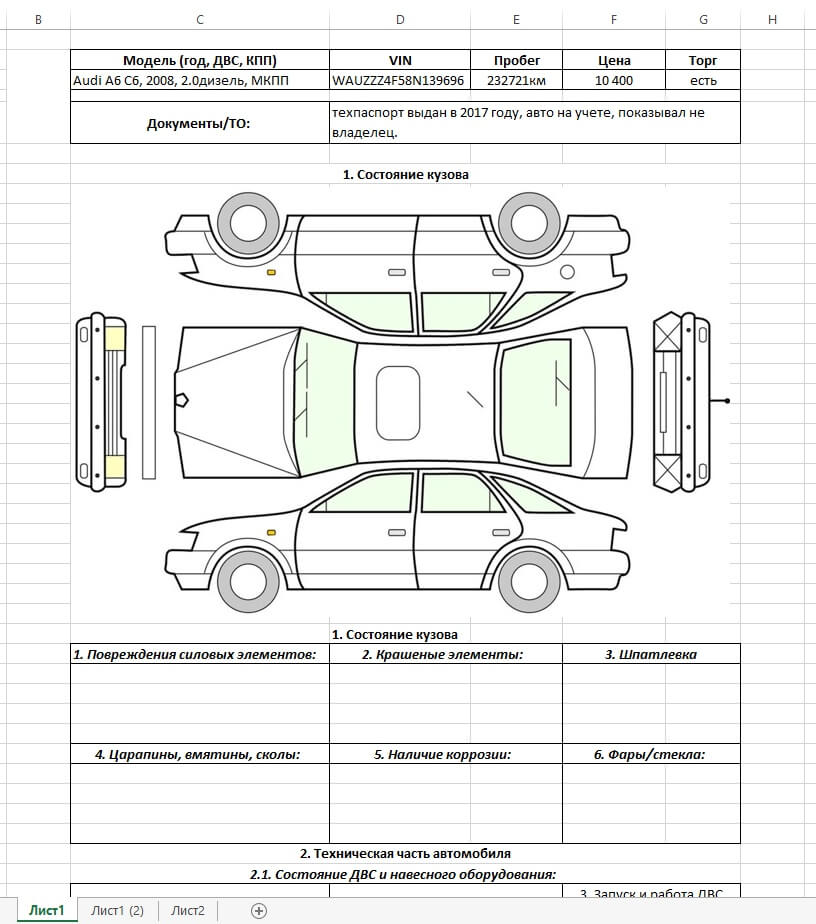 B C D E F G H
Модель (год, ДВС, КПП) VIN Пробег Цена Торг
Audi A6 C6, 2008, 2.0дизель, МКПП WAUZZZ4F58N139696 232721км 10 400 есть
Документы/ТО: техпаспорт выдан в 2017 году, авто на учете, показывал не
владелец.
1. Состояние кузова
1. Состояние кузова
1. Повреждения силовых элементов: 2. Крашеные элементы: 3. Шпатлевка
4. Царапины, вмятины, сколы: 5. Наличие коррозии: 6. Фары/стекла:
2. Техническая часть автомобиля
2.1. Состояние ДВС и навесного оборудования:
3. Запуск и работа ДВС
Лист1 Лист1 (2) Лист2